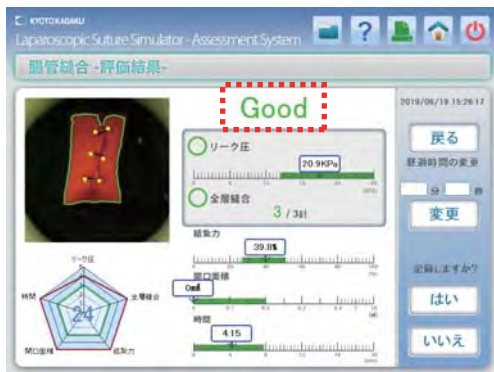 KYOTO KAGAKU
Laparoscopic Suture Simulator -Assessment System
?
腸管縫合 -評価結果-
Good
2019/06/19 15:26:17
リーク圧
20.9KPa
全層縫合
3 / 3針
結紮力
39.8%
開口面積
0㎟
時間
4:15
リーク圧
全層縫合
結紮力
開口面積
時間
24
戻る
経過時間の変更
分 秒
変更
記録しますか?
はい
いいえ